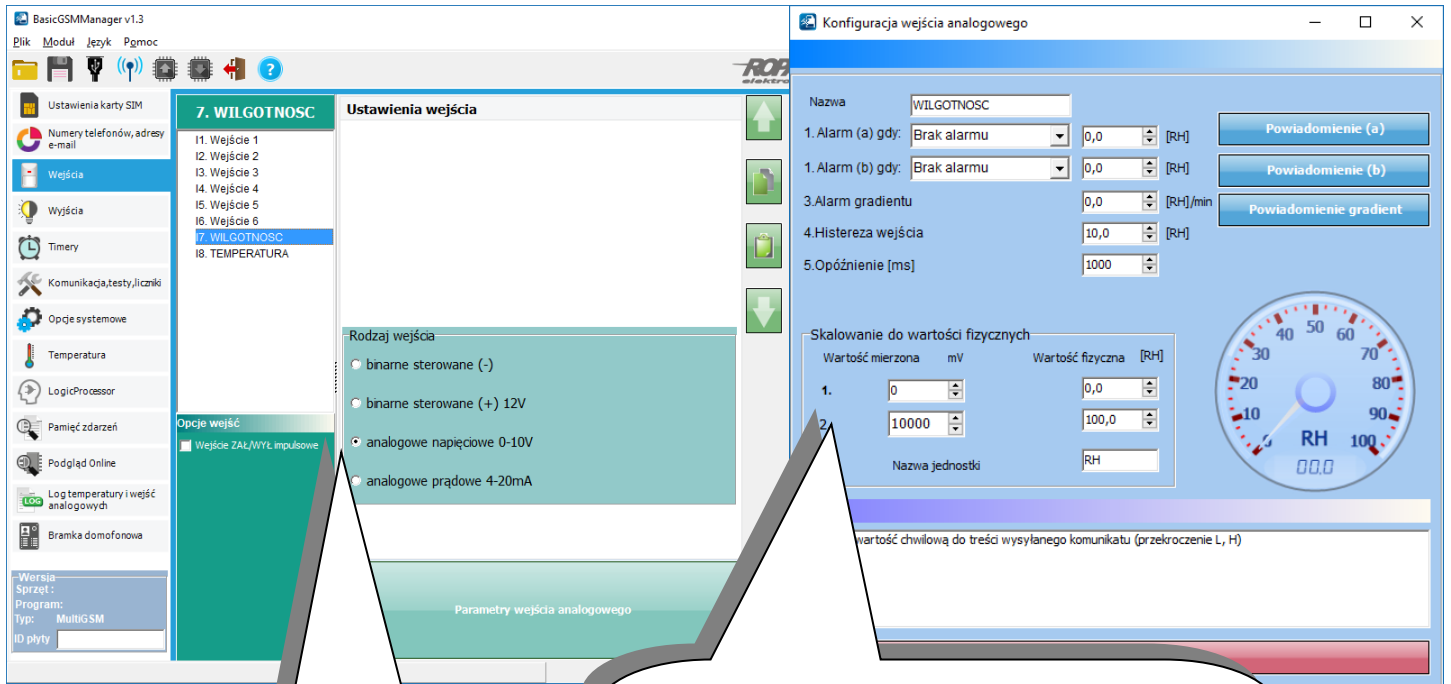 BasicGSMManager v1.3
Plik Moduł Język Pomoc
elektro
Ustawienia karty SIM
Numery telefonów, adresy
e-mail
Wejścia
Wyjścia
Timery
Komunikacja,testy,liczniki
Opcje systemowe
Temperatura
LogicProcessor
Pamięć zdarzeń
Podgląd Online
LOG
Log temperatury i wejść
analogowych
Bramka domofonowa
Wersja
Sprzęt :
Program:
Typ: MultiGSM
ID płyty
7. WILGOTNOSC
I1. Wejście 1
I2. Wejście 2
I3. Wejście 3
I4. Wejście 4
I5. Wejście 5
I6. Wejście 6
I7. WILGOTNOSC
I8. TEMPERATURA
Opcje wejść
Wejście ZAŁ/WYŁ impulsowe
Ustawienia wejścia
Rodzaj wejścia
binarne sterowane (-)
binarne sterowane (+) 12V
analogowe napięciowe 0-10V
analogowe prądowe 4-20mA
Parametry wejścia analogowego
Konfiguracja wejścia analogowego
Nazwa WILGOTNOSC
1. Alarm (a) gdy: Brak alarmu 0,0 [RH] Powiadomienie (a)
1. Alarm (b) gdy: Brak alarmu 0,0 [RH] Powiadomienie (b)
3.Alarm gradientu 0,0 [RH]/min Powiadomienie gradient
4.Histereza wejścia 10,0 [RH]
5.Opóźnienie [ms] 1000
Skalowanie do wartości fizycznych
Wartość mierzona mV Wartość fizyczna [RH]
1. 0 0,0
2. 10000 100,0
Nazwa jednostki RH
0 10 20 30 40 50 60 70 80 90 100
RH
00.0
wartość chwilową do treści wysyłanego komunikatu (przekroczenie L, H)